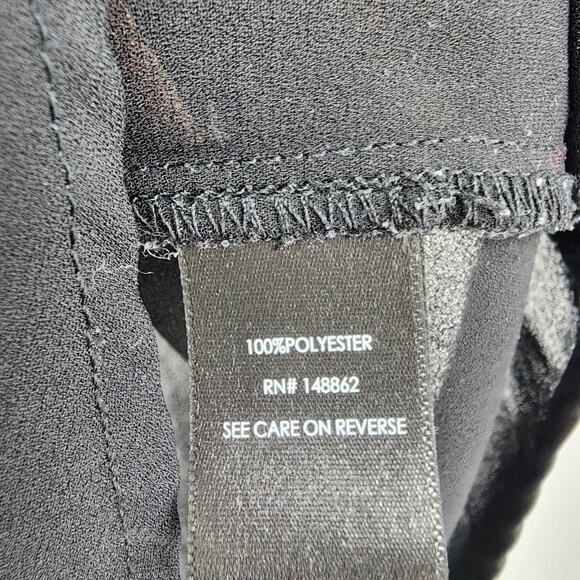 100%POLYESTER
RN# 148862
SEE CARE ON REVERSE